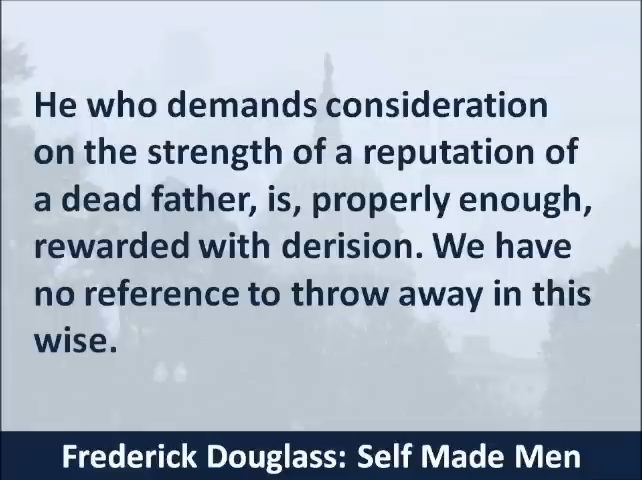 He who demands consideration
on the strength of a reputation of
a dead father, is, properly enough,
rewarded with derision. We have
no reference to throw away in this
wise.
Frederick Douglass: Self Made Men